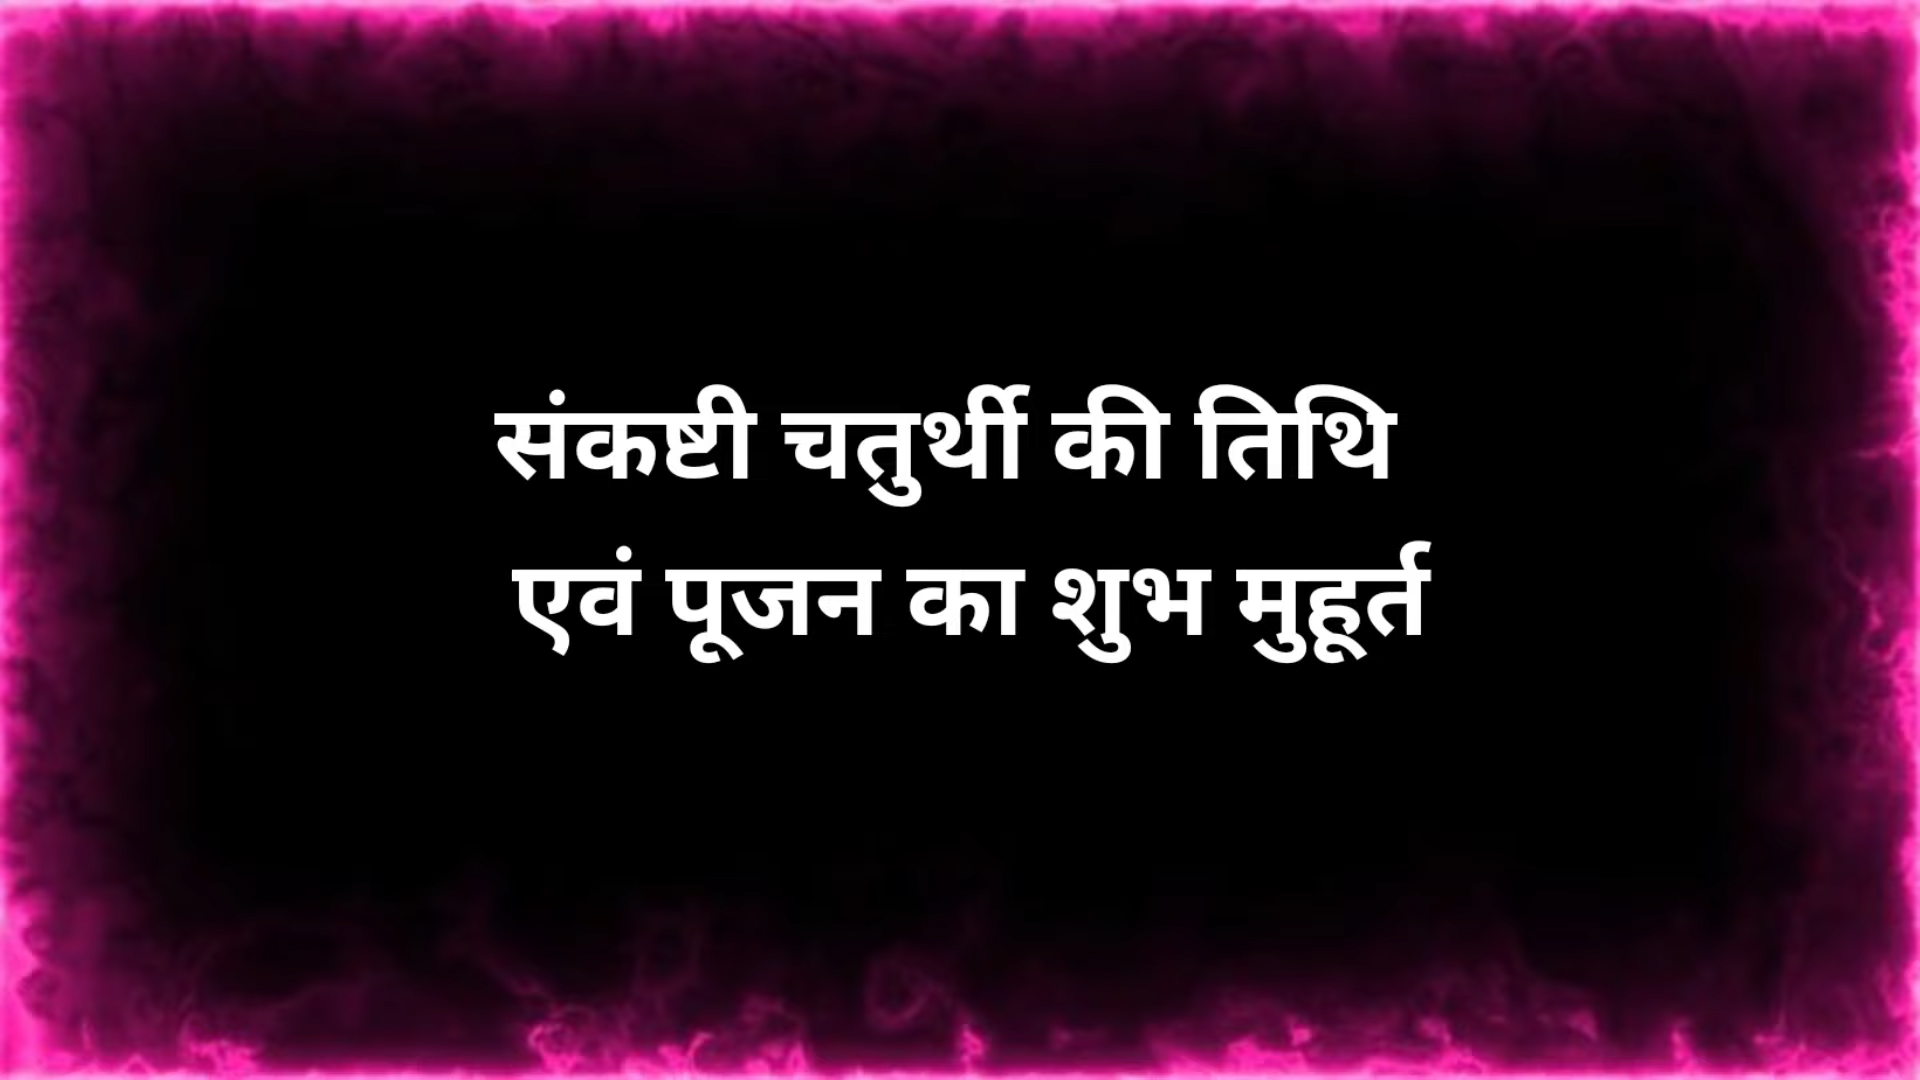 संकष्टी चतुर्थी की तिथि
एवं पूजन का शुभ मुहूर्त